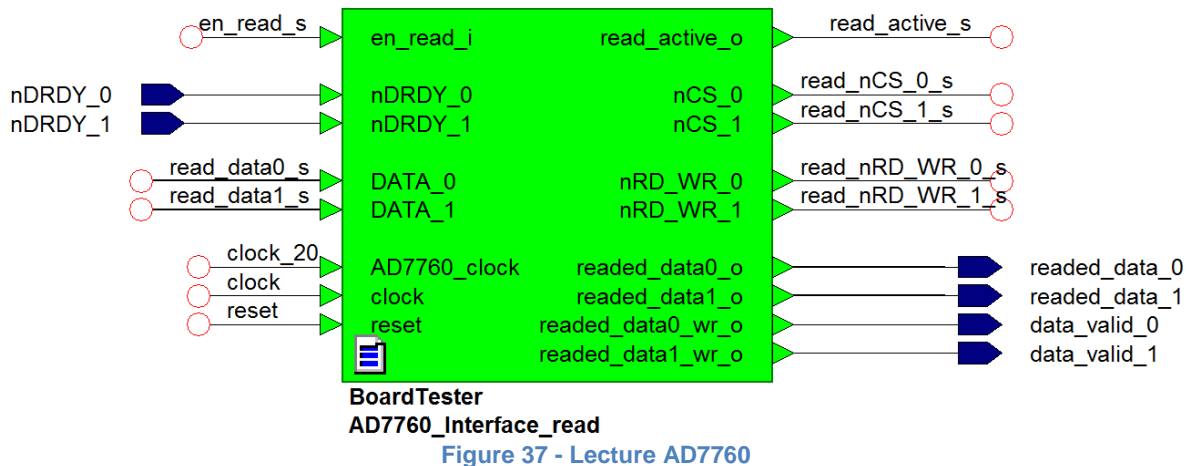 en_read_s en_read_i read_active_o read_active_s
nDRDY_0 nDRDY_0 nCS_0 read_nCS_0_s
nDRDY_1 nDRDY_1 nCS_1 read_nCS_1_s
read_data0_s DATA_0 nRD_WR_0 read_nRD_WR_0_s
read_data1_s DATA_1 nRD_WR_1 read_nRD_WR_1_s
clock_20 AD7760_clock readed_data0_o readed_data_0
clock clock readed_data1_o readed_data_1
reset reset readed_data0_wr_o data_valid_0
readed_data1_wr_o data_valid_1
BoardTester
AD7760_Interface_read
Figure 37 - Lecture AD7760